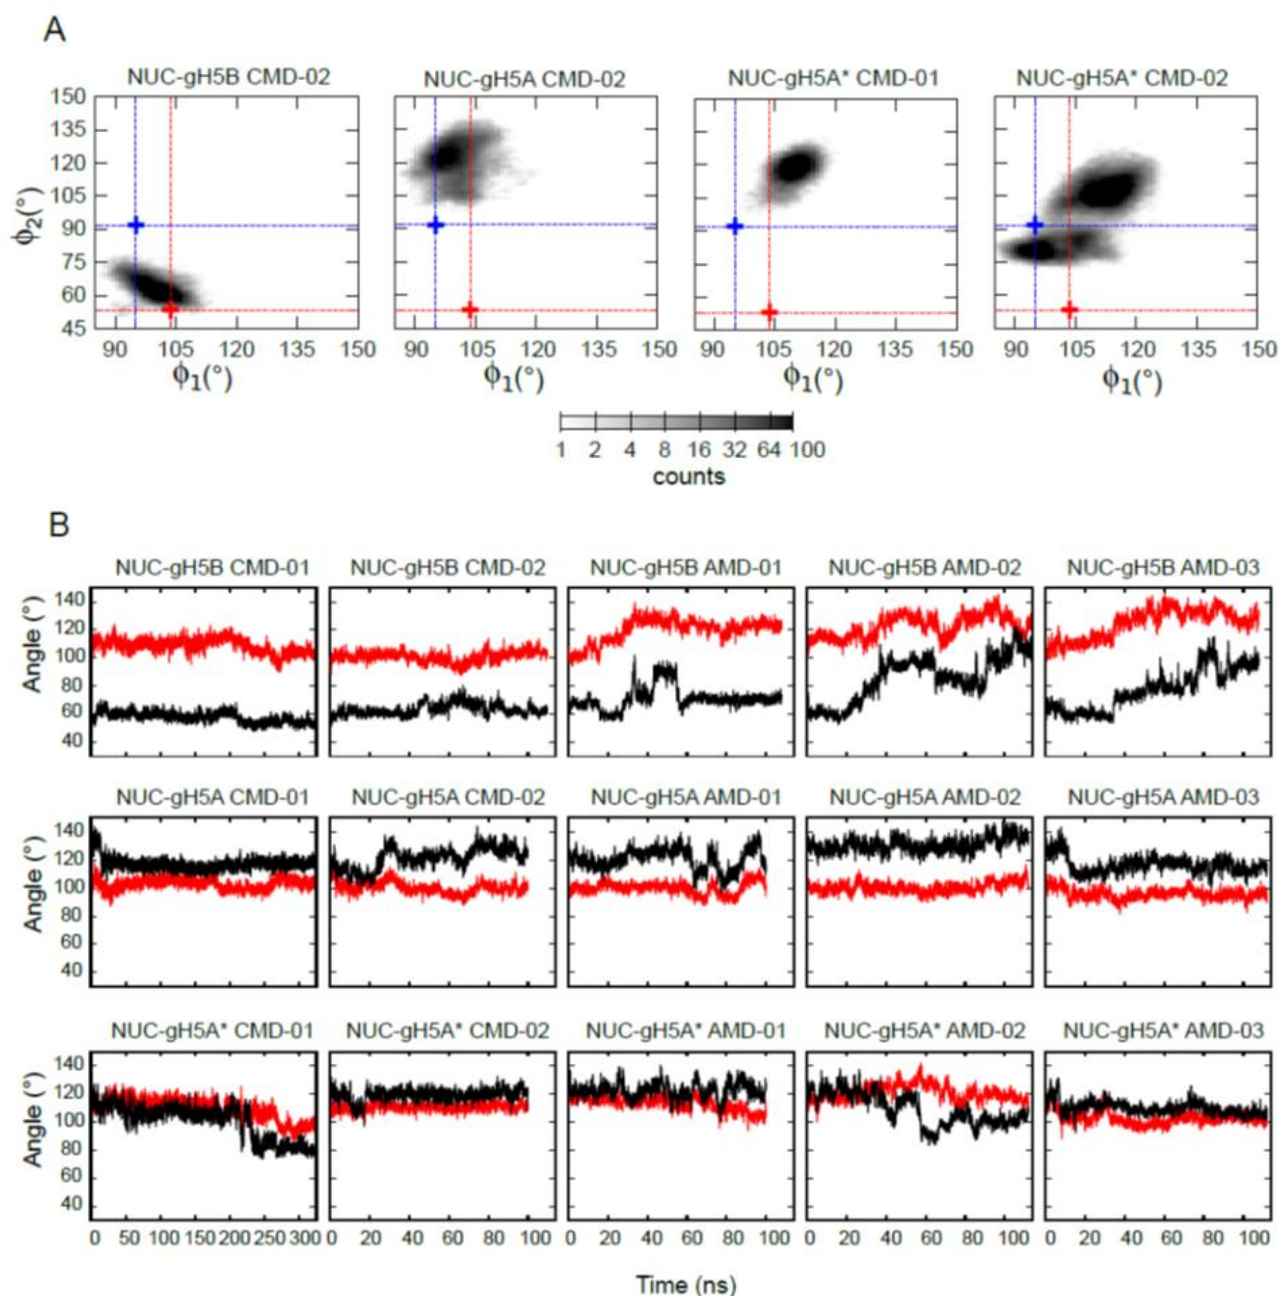 A
NUC-gH5B CMD-02 NUC-gH5A CMD-02 NUC-gH5A* CMD-01 NUC-gH5A* CMD-02
ϕ2(°)
150
135
120
105
90
75
60
45
90 105 120 135 150 90 105 120 135 150 90 105 120 135 150 90 105 120 135 150
ϕ1(°) ϕ1(°) ϕ1(°) ϕ1(°)
1 2 4 8 16 32 64 100
counts
B
NUC-gH5B CMD-01 NUC-gH5B CMD-02 NUC-gH5B AMD-01 NUC-gH5B AMD-02 NUC-gH5B AMD-03
Angle (°)
140
120
100
80
60
40
NUC-gH5A CMD-01 NUC-gH5A CMD-02 NUC-gH5A AMD-01 NUC-gH5A AMD-02 NUC-gH5A AMD-03
Angle (°)
140
120
100
80
60
40
NUC-gH5A* CMD-01 NUC-gH5A* CMD-02 NUC-gH5A* AMD-01 NUC-gH5A* AMD-02 NUC-gH5A* AMD-03
Angle (°)
140
120
100
80
60
40
0 50 100 150 200 250 300 0 20 40 60 80 100 0 20 40 60 80 100 0 20 40 60 80 100 0 20 40 60 80 100
Time (ns)